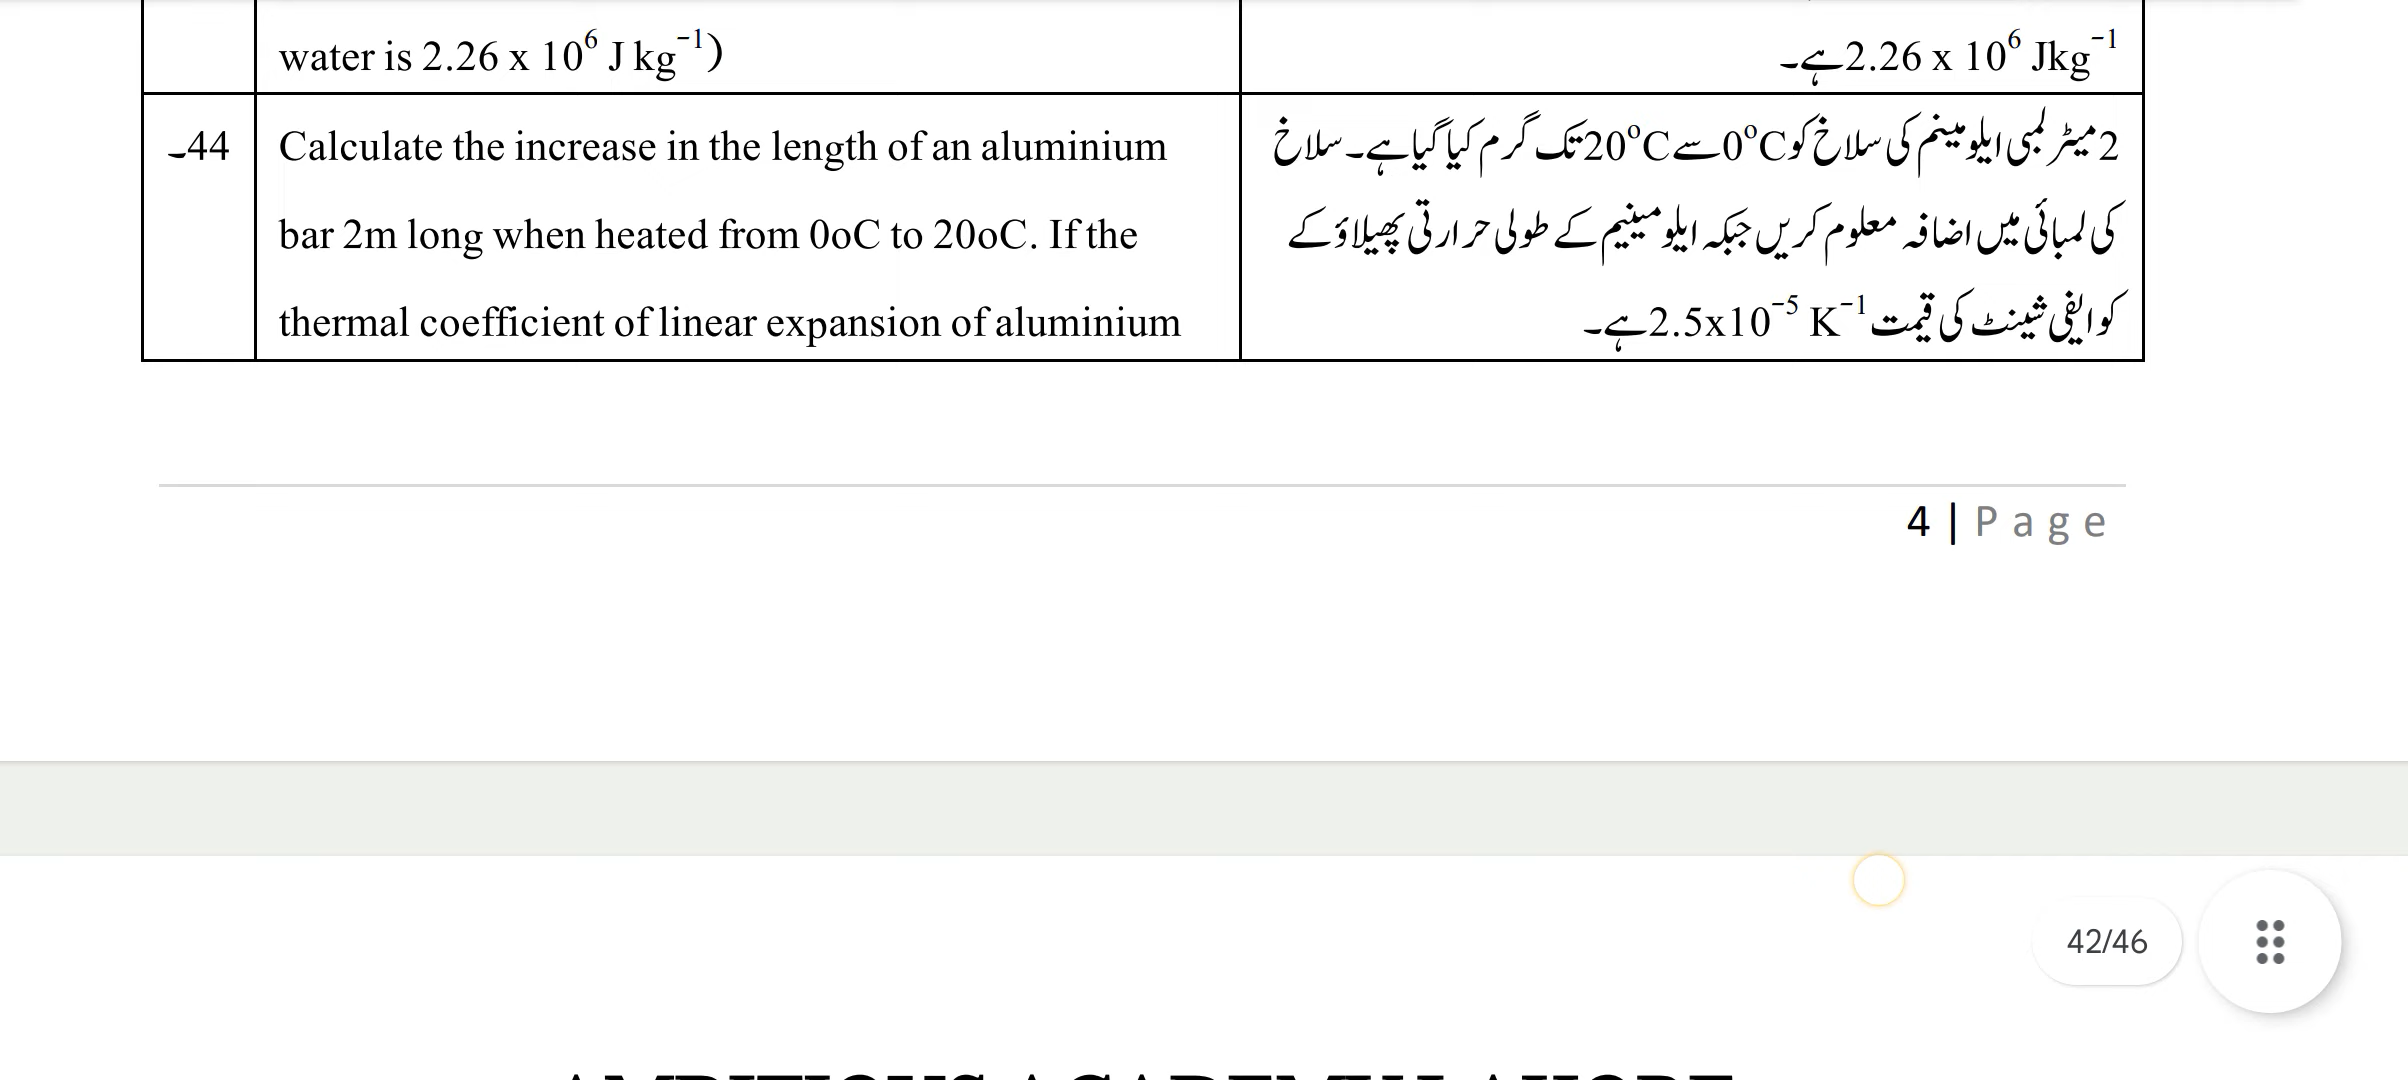 water is 2.26 x 10⁶ J kg⁻¹)
2.26 x 10⁶ Jkg⁻¹ ہے۔
44۔
Calculate the increase in the length of an aluminium
bar 2m long when heated from 0oC to 20oC. If the
thermal coefficient of linear expansion of aluminium
2 میٹر لمبی ایلومینم کی سلاخ کو 0°C سے 20°C تک گرم کیا گیا ہے۔ سلاخ
کی لمبائی میں اضافہ معلوم کریں جبکہ ایلومینیم کے طولی حرارتی پھیلاؤ کے
کوایفی شینٹ کی قیمت 2.5x10⁻⁵ K⁻¹ ہے۔
4 | Page
42/46
AMBITIOUS ACADEMY LAHORE